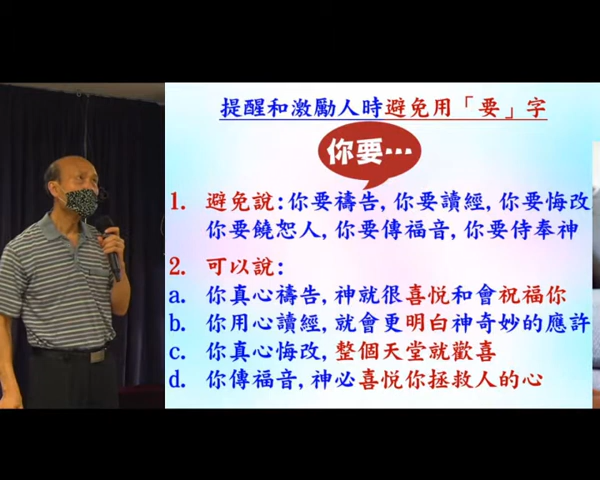 提醒和激勵人時避免用「要」字
你要…
1. 避免說:你要禱告,你要讀經,你要悔改
你要饒恕人,你要傳福音,你要侍奉神
2. 可以說:
a. 你真心禱告,神就很喜悅和會祝福你
b. 你用心讀經,就會更明白神奇妙的應許
c. 你真心悔改,整個天堂就歡喜
d. 你傳福音,神必喜悅你拯救人的心